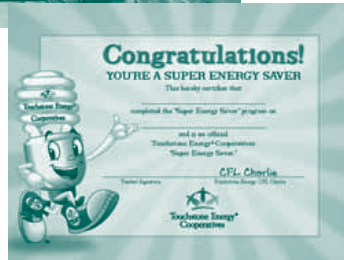 Congratulations!
YOU'RE A SUPER ENERGY SAVER
This hereby certifies that
completed the "Super Energy Saver" program on
and is an official
Touchstone Energy® Cooperatives
"Super Energy Saver."
CFL Charlie
Teacher Signature
Touchstone Energy CFL Charlie
Touchstone Energy®
Cooperatives
Touchstone Energy®
Cooperatives